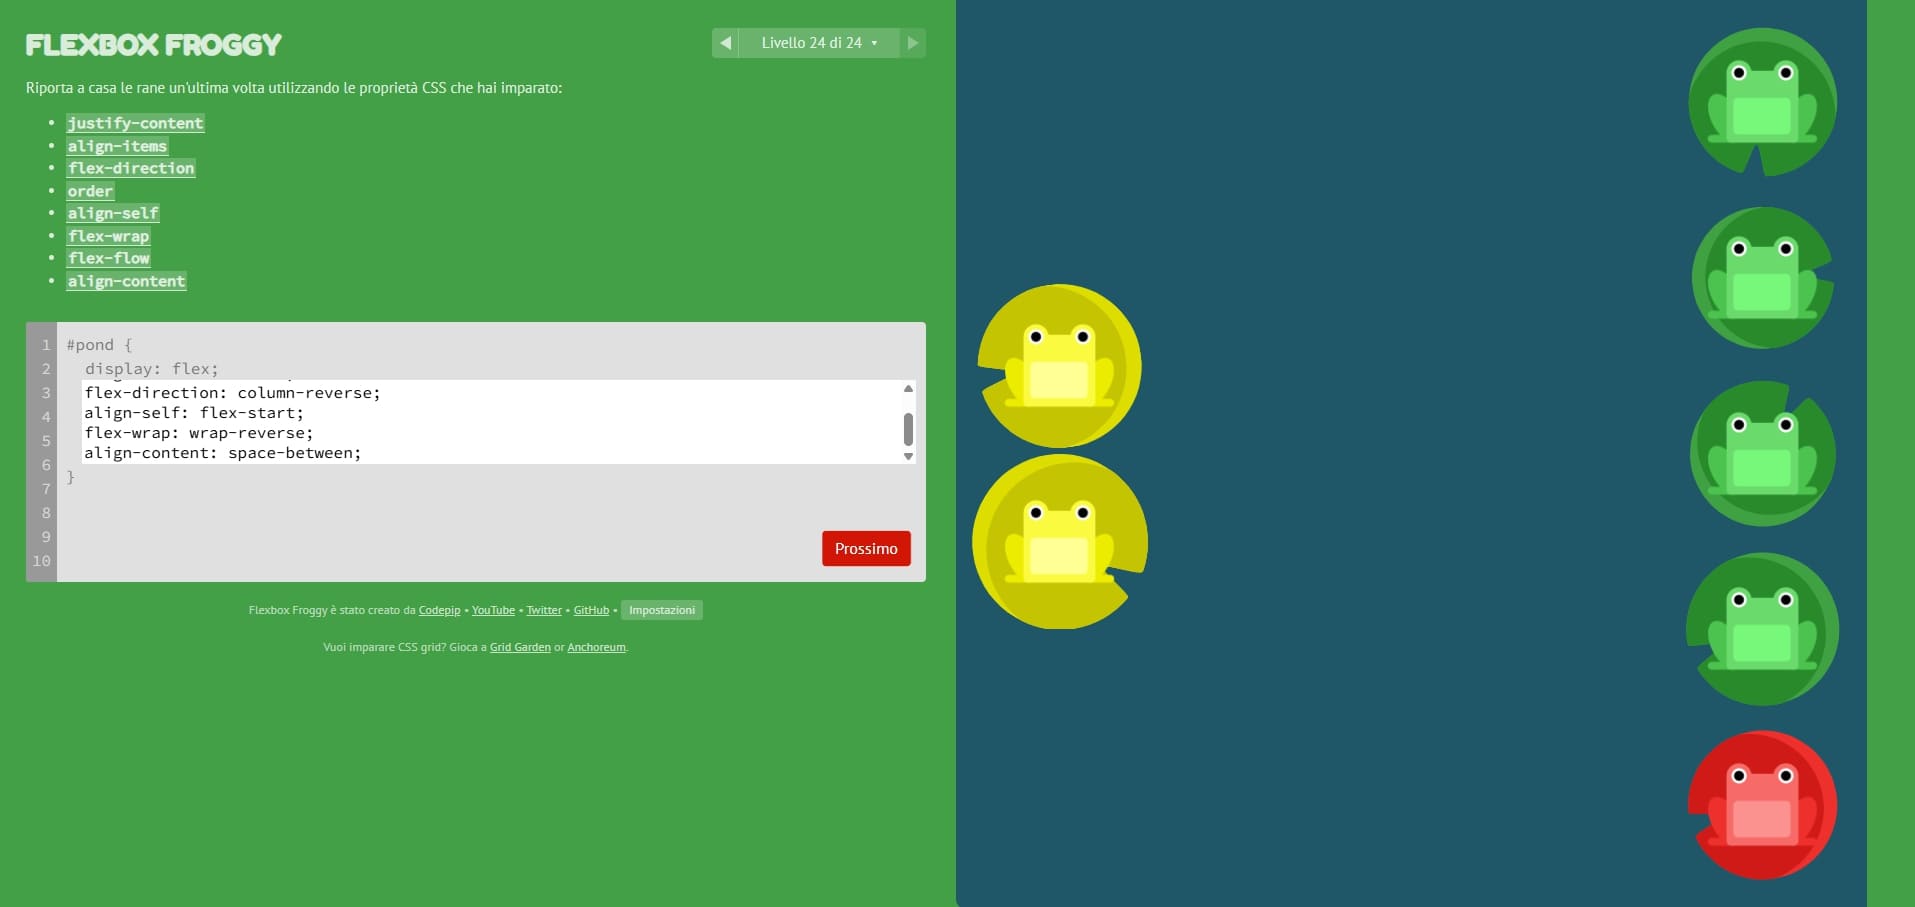 FLEXBOX FROGGY
Livello 24 di 24
Riporta a casa le rane un'ultima volta utilizzando le proprietà CSS che hai imparato:
• justify-content
• align-items
• flex-direction
• order
• align-self
• flex-wrap
• flex-flow
• align-content
1 #pond {
2 display: flex;
3 flex-direction: column-reverse;
4 align-self: flex-start;
5 flex-wrap: wrap-reverse;
6 align-content: space-between;
7 }
8
9
10
Prossimo
Flexbox Froggy è stato creato da Codepip • YouTube • Twitter • GitHub • Impostazioni
Vuoi imparare CSS grid? Gioca a Grid Garden or Anchoreum.